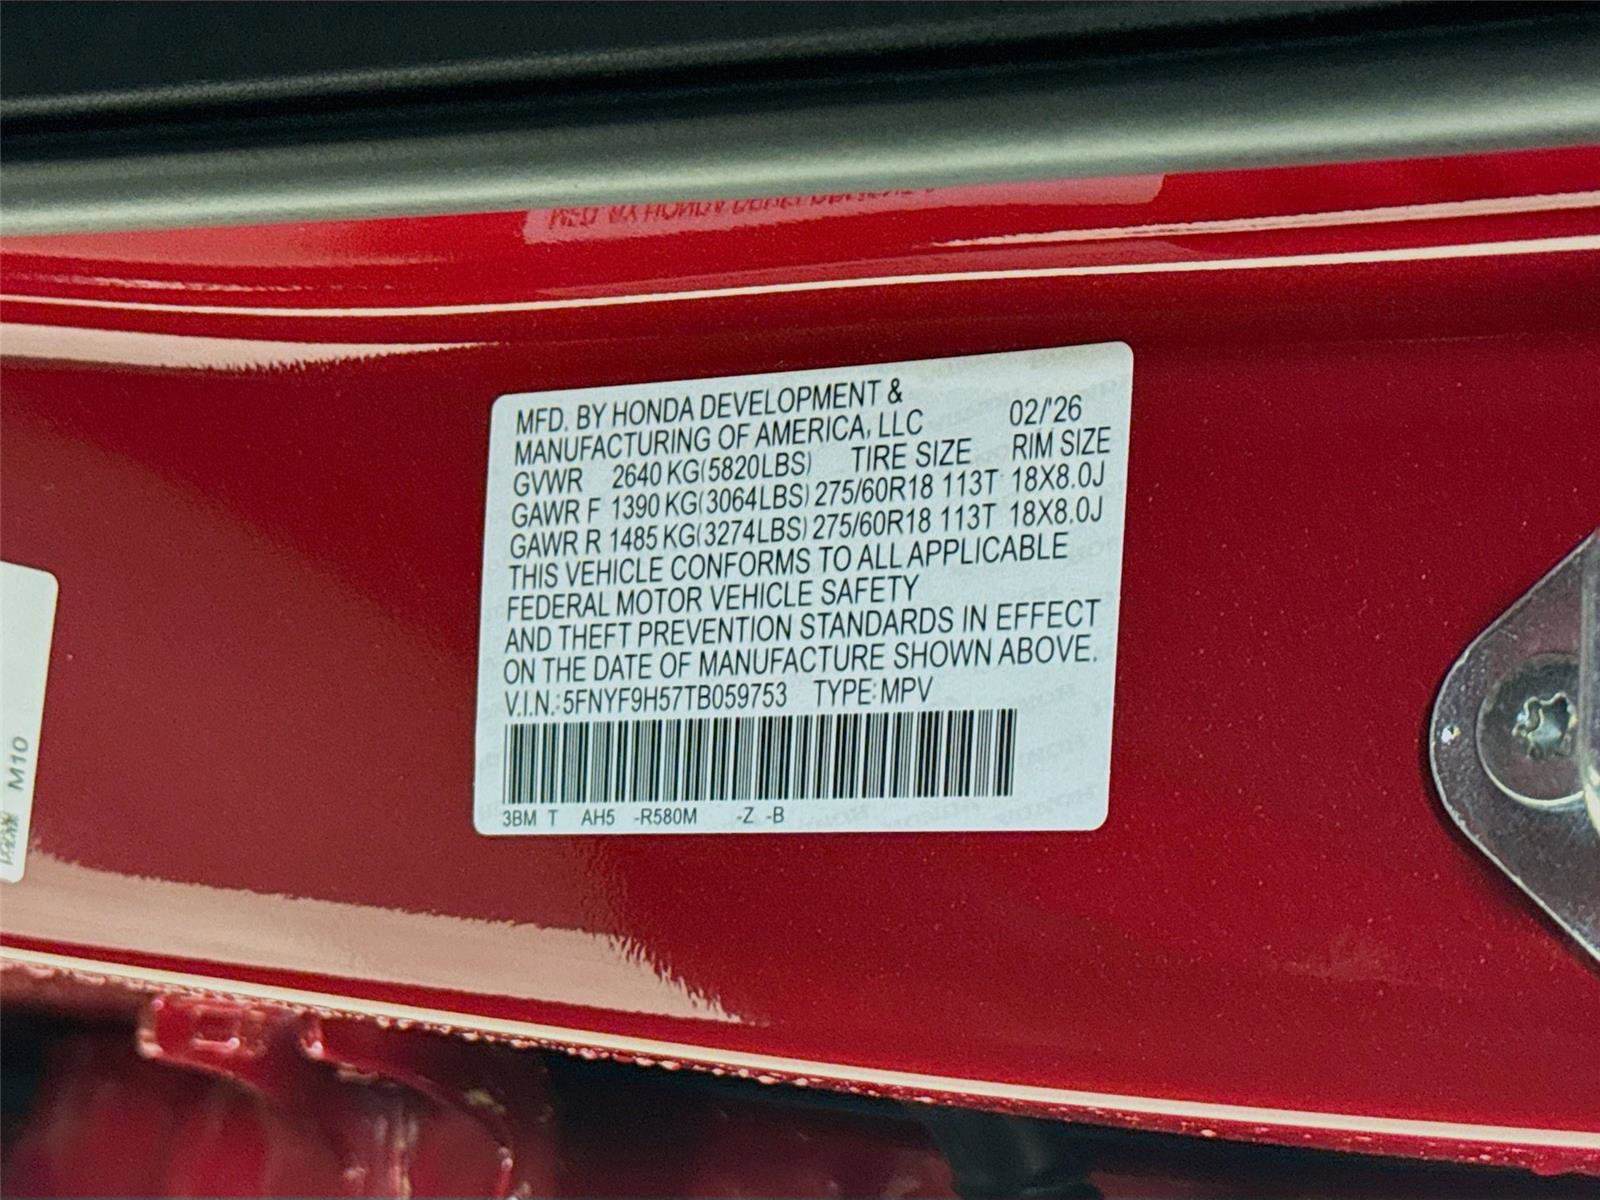 MFD. BY HONDA DEVELOPMENT &
MANUFACTURING OF AMERICA, LLC 02/'26
GVWR 2640 KG(5820LBS) TIRE SIZE RIM SIZE
GAWR F 1390 KG(3064LBS) 275/60R18 113T 18X8.0J
GAWR R 1485 KG(3274LBS) 275/60R18 113T 18X8.0J
THIS VEHICLE CONFORMS TO ALL APPLICABLE
FEDERAL MOTOR VEHICLE SAFETY
AND THEFT PREVENTION STANDARDS IN EFFECT
ON THE DATE OF MANUFACTURE SHOWN ABOVE.
V.I.N.:5FNYF9H57TB059753 TYPE:MPV
3BM T AH5 -R580M -Z -B
M10